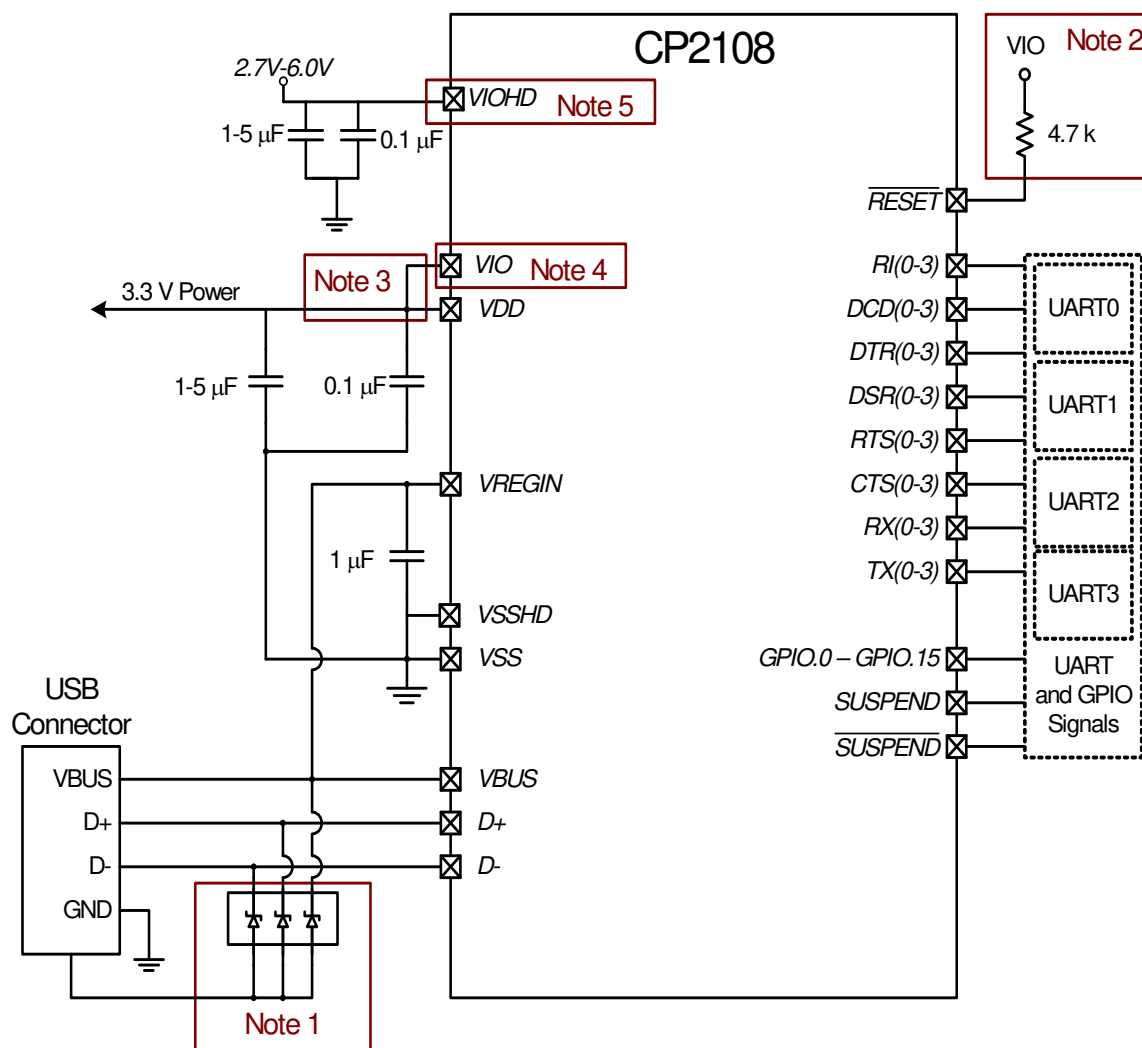 CP2108
Note 2
VIO
4.7 k
2.7V-6.0V
VIOHD
Note 5
1-5 μF
0.1 μF
RESET
VIO
Note 4
Note 3
3.3 V Power
VDD
1-5 μF
0.1 μF
VREGIN
1 μF
VSSHD
VSS
RI(0-3)
DCD(0-3)
DTR(0-3)
DSR(0-3)
RTS(0-3)
CTS(0-3)
RX(0-3)
TX(0-3)
GPIO.0 – GPIO.15
SUSPEND
SUSPEND
UART0
UART1
UART2
UART3
UART
and GPIO
Signals
USB
Connector
VBUS
D+
D-
GND
VBUS
D+
D-
Note 1